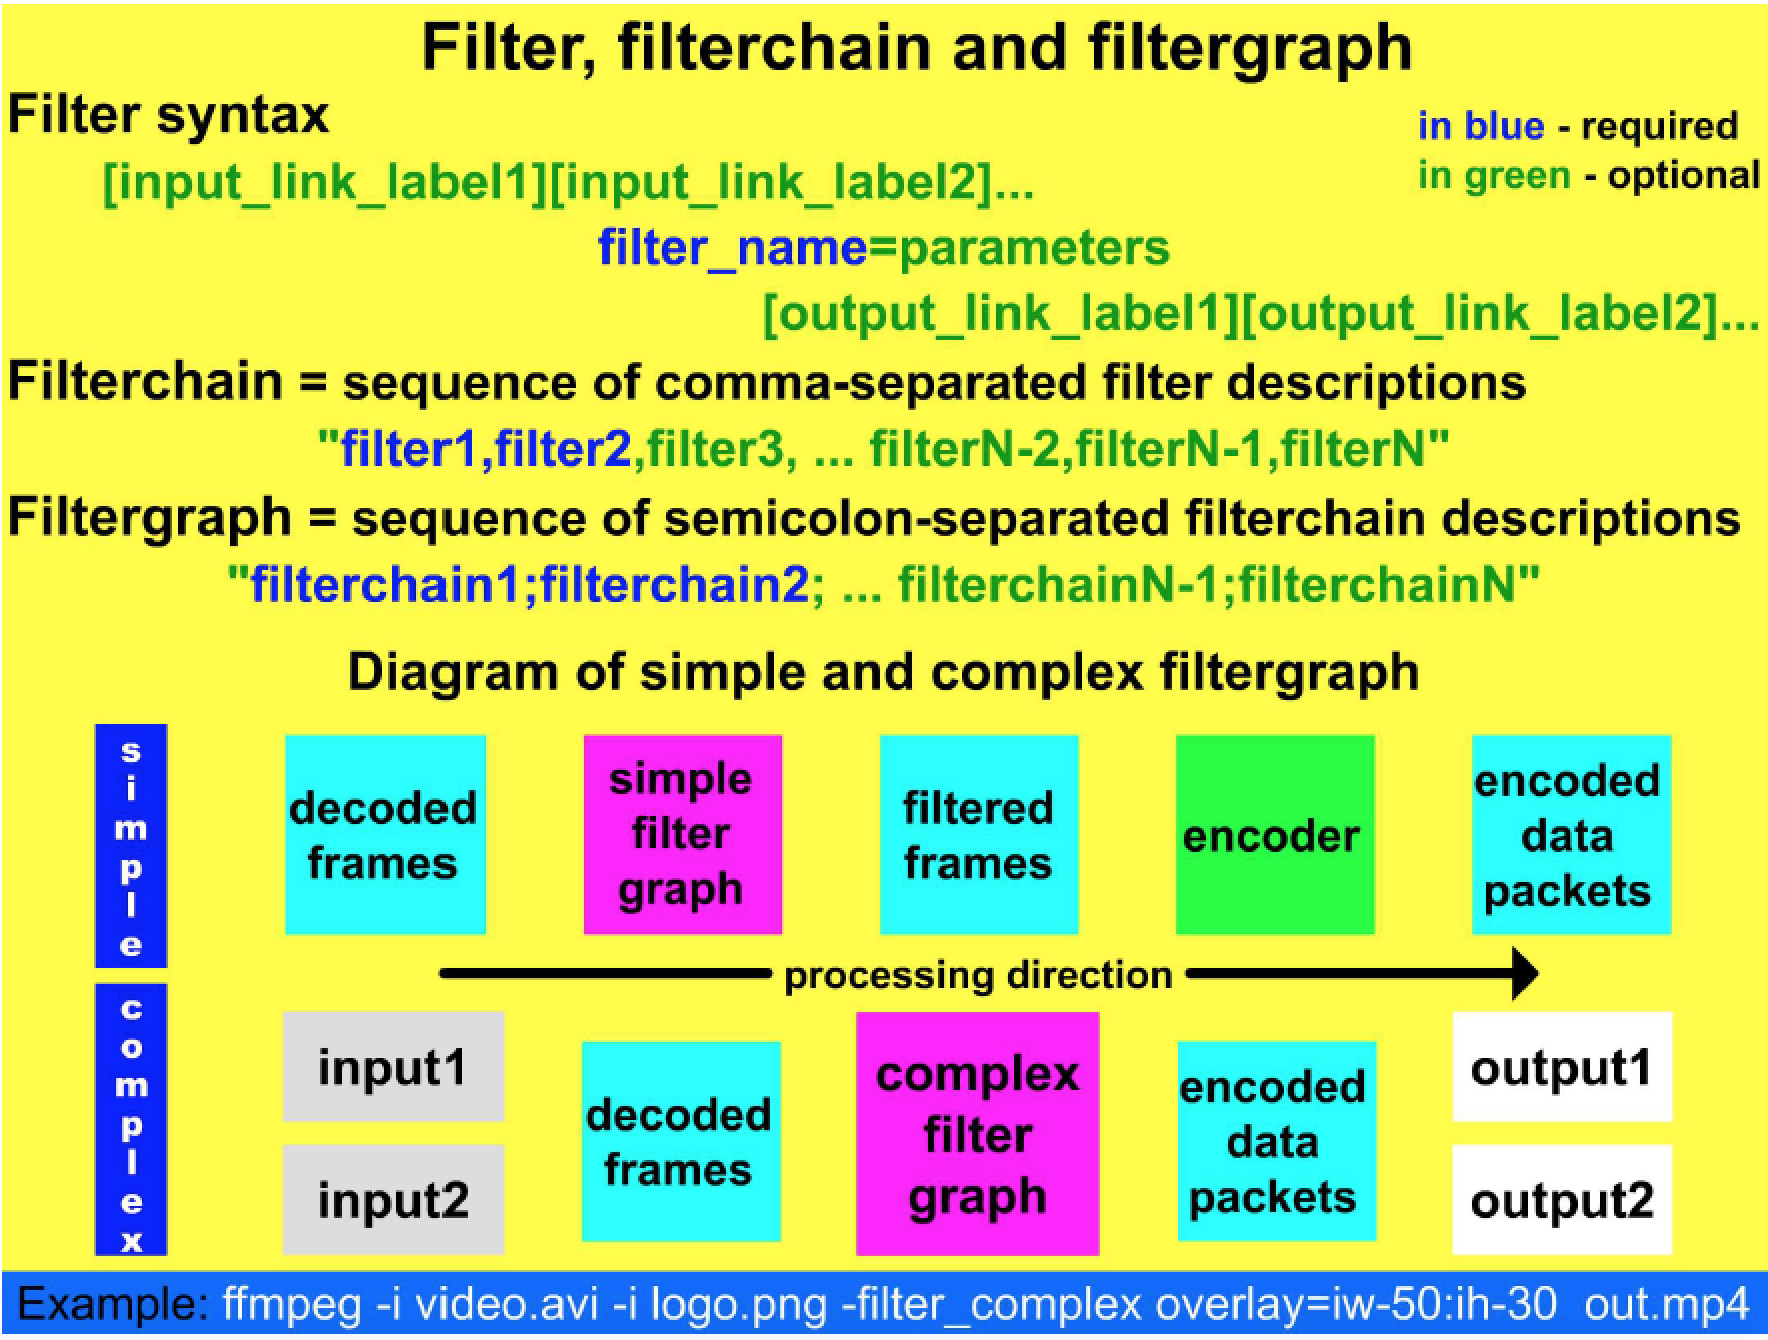 Filter, filterchain and filtergraph
Filter syntax
in blue - required
in green - optional
[input_link_label1][input_link_label2]...
filter_name=parameters
[output_link_label1][output_link_label2]...
Filterchain = sequence of comma-separated filter descriptions
"filter1,filter2,filter3, ... filterN-2,filterN-1,filterN"
Filtergraph = sequence of semicolon-separated filterchain descriptions
"filterchain1;filterchain2; ... filterchainN-1;filterchainN"
Diagram of simple and complex filtergraph
simple
decoded
frames
simple
filter
graph
filtered
frames
encoder
encoded
data
packets
processing direction
complex
input1
input2
decoded
frames
complex
filter
graph
encoded
data
packets
output1
output2
Example: ffmpeg -i video.avi -i logo.png -filter_complex overlay=iw-50:ih-30 out.mp4